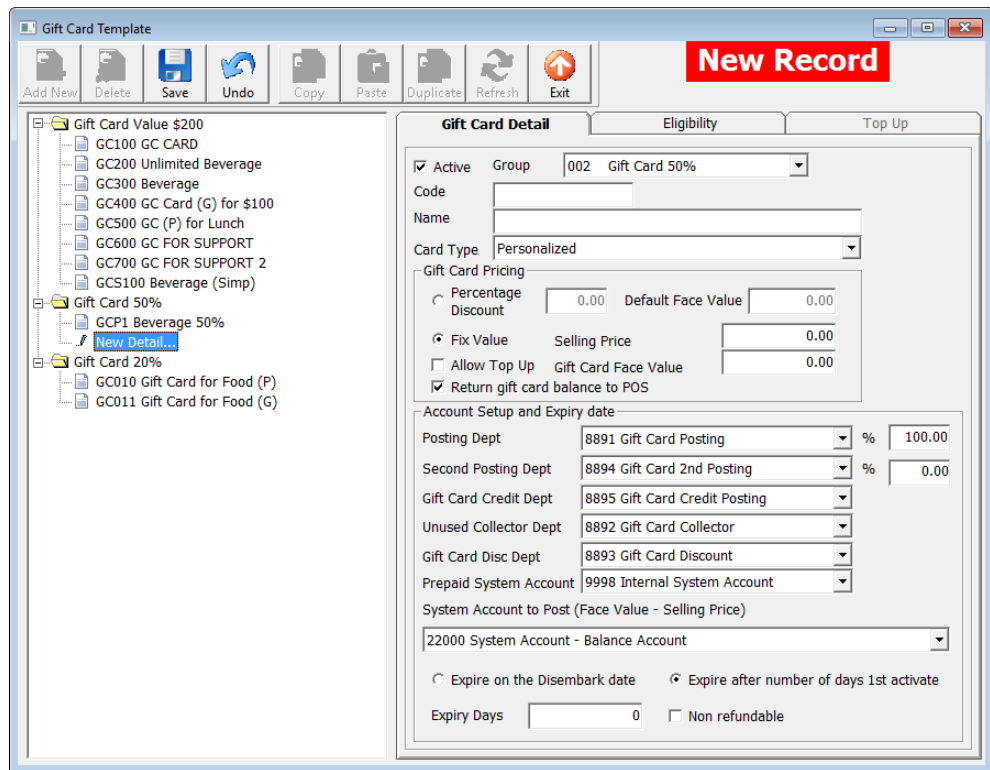 Gift Card Template
New Record
Add New Delete Save Undo Copy Paste Duplicate Refresh Exit
Gift Card Value $200
GC100 GC CARD
GC200 Unlimited Beverage
GC300 Beverage
GC400 GC Card (G) for $100
GC500 GC (P) for Lunch
GC600 GC FOR SUPPORT
GC700 GC FOR SUPPORT 2
GCS100 Beverage (Simp)
Gift Card 50%
GCP1 Beverage 50%
New Detail...
Gift Card 20%
GC010 Gift Card for Food (P)
GC011 Gift Card for Food (G)
Gift Card Detail Eligibility Top Up
Active Group 002 Gift Card 50%
Code
Name
Card Type Personalized
Gift Card Pricing
Percentage Discount 0.00 Default Face Value 0.00
Fix Value Selling Price 0.00
Allow Top Up Gift Card Face Value 0.00
Return gift card balance to POS
Account Setup and Expiry date
Posting Dept 8891 Gift Card Posting % 100.00
Second Posting Dept 8894 Gift Card 2nd Posting % 0.00
Gift Card Credit Dept 8895 Gift Card Credit Posting
Unused Collector Dept 8892 Gift Card Collector
Gift Card Disc Dept 8893 Gift Card Discount
Prepaid System Account 9998 Internal System Account
System Account to Post (Face Value - Selling Price)
22000 System Account - Balance Account
Expire on the Disembark date Expire after number of days 1st activate
Expiry Days 0 Non refundable